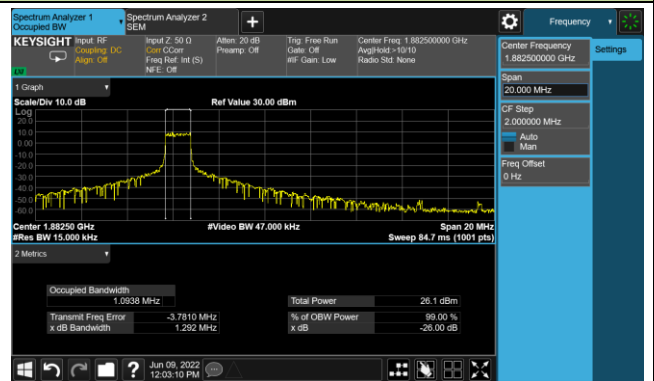 Spectrum Analyzer 1
Occupied BW
Spectrum Analyzer 2
SEM
Frequency
KEYSIGHT
Input: RF
Coupling: DC
Align: Off
Input Z: 50 Ω
Corr CCorr
Freq Ref: Int (S)
NFE: Off
Atten: 20 dB
Preamp: Off
Trig: Free Run
Gate: Off
#IF Gain: Low
Center Freq: 1.882500000 GHz
Avg|Hold:>10/10
Radio Std: None
Center Frequency
1.882500000 GHz
Settings
Span
20.000 MHz
CF Step
2.000000 MHz
Auto
Man
Freq Offset
0 Hz
1 Graph
Scale/Div 10.0 dB
Ref Value 30.00 dBm
Log
20.0
10.0
0.00
-10.0
-20.0
-30.0
-40.0
-50.0
-60.0
Center 1.88250 GHz
#Video BW 47.000 kHz
Span 20 MHz
#Res BW 15.000 kHz
Sweep 84.7 ms (1001 pts)
2 Metrics
Occupied Bandwidth
1.0938 MHz
Total Power
26.1 dBm
Transmit Freq Error
-3.7810 MHz
% of OBW Power
99.00 %
x dB Bandwidth
1.292 MHz
x dB
-26.00 dB
?
Jun 09, 2022
12:03:10 PM